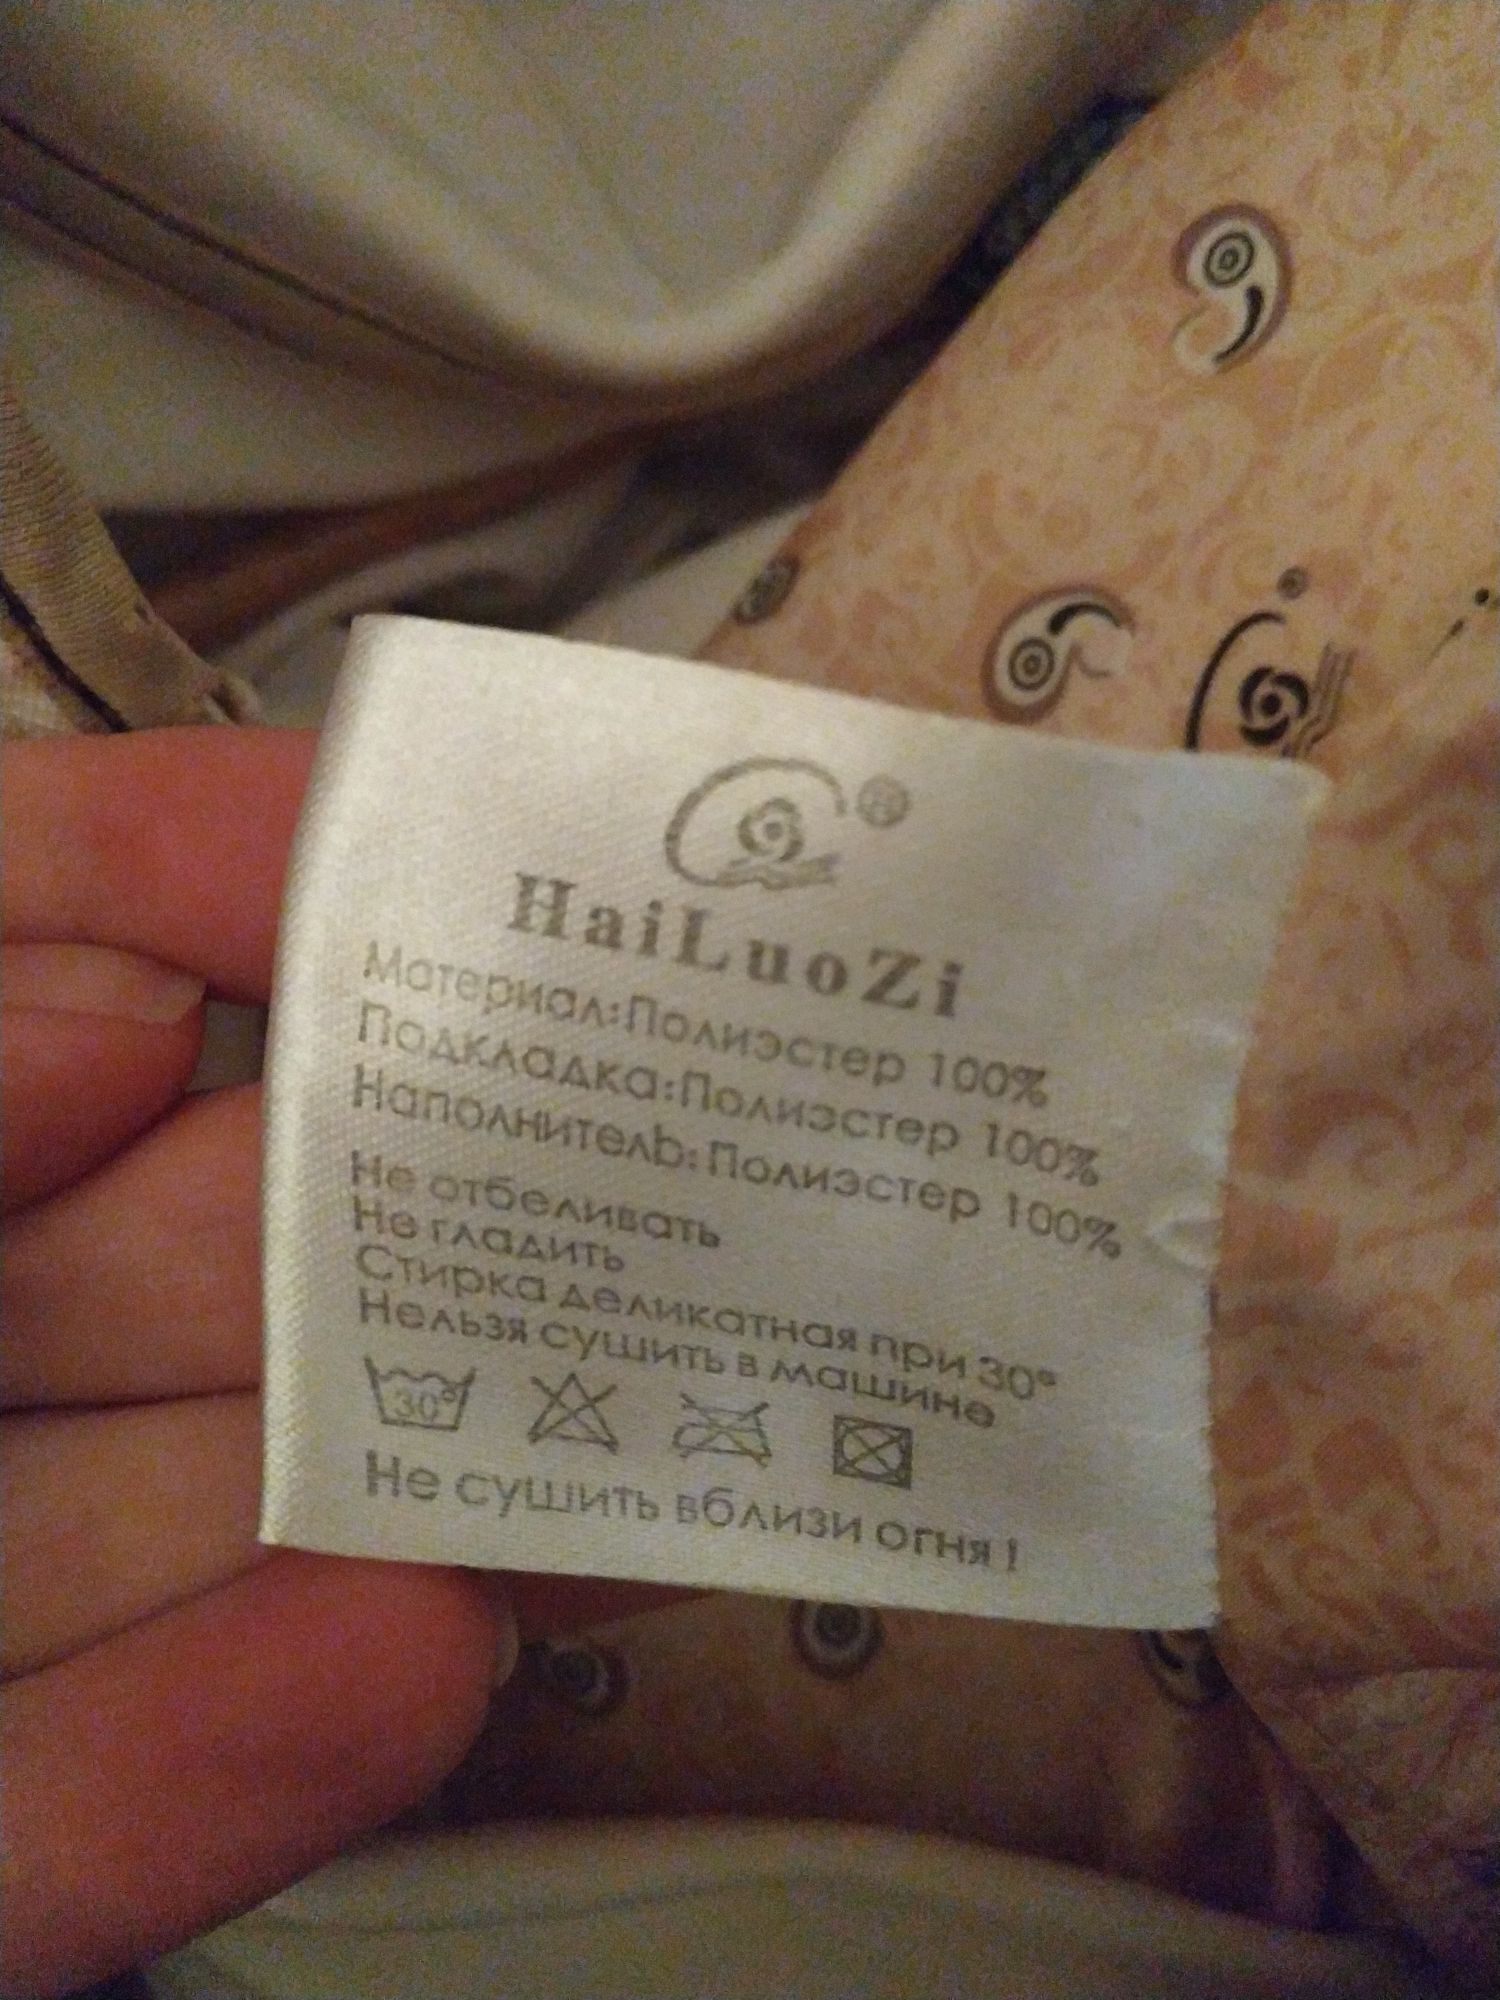 ®
HaiLuoZi
Материал:Полиэстер 100%
Подкладка:Полиэстер 100%
Наполнитель:Полиэстер 100%
Не отбеливать
Не гладить
Стирка деликатная при 30°
Нельзя сушить в машине
30°
Не сушить вблизи огня !